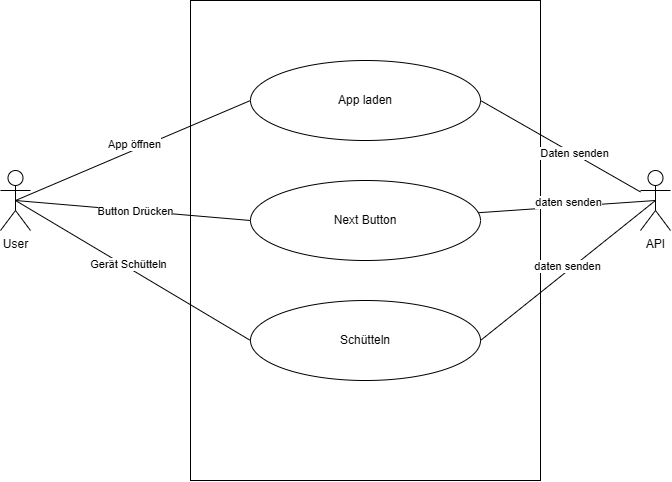 App laden
App öffnen
Daten senden
User
Button Drücken
Next Button
daten senden
API
Gerät Schütteln
daten senden
Schütteln